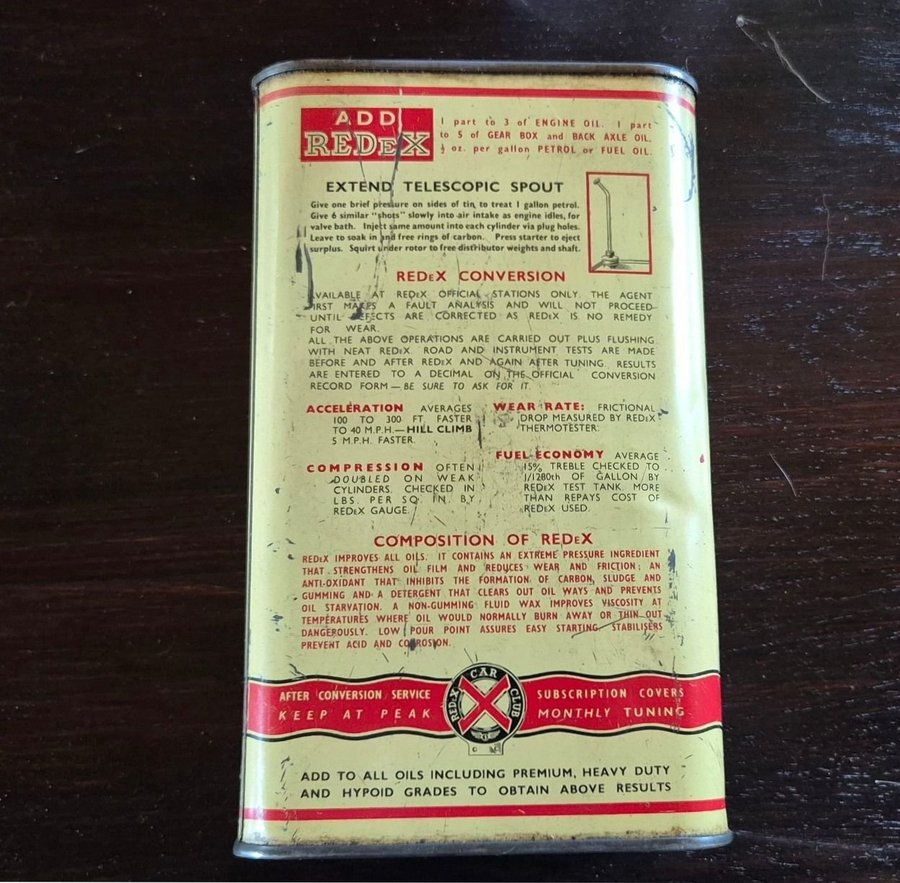 ADD
REDeX
1 part to 3 of ENGINE OIL. 1 part
to 5 of GEAR BOX and BACK AXLE OIL.
½ oz. per gallon PETROL or FUEL OIL.
EXTEND TELESCOPIC SPOUT
Give one brief pressure on sides of tin, to treat 1 gallon petrol.
Give 6 similar "shots" slowly into air intake as engine idles, for
valve bath. Inject same amount into each cylinder via plug holes.
Leave to soak in and free rings of carbon. Press starter to eject
surplus. Squirt under rotor to free distributor weights and shaft.
REDeX CONVERSION
AVAILABLE AT REDeX OFFICIAL STATIONS ONLY. THE AGENT
FIRST MAKES A FAULT ANALYSIS AND WILL NOT PROCEED
UNTIL DEFECTS ARE CORRECTED AS REDeX IS NO REMEDY
FOR WEAR.
ALL THE ABOVE OPERATIONS ARE CARRIED OUT PLUS FLUSHING
WITH NEAT REDeX. ROAD AND INSTRUMENT TESTS ARE MADE
BEFORE AND AFTER REDeX AND AGAIN AFTER TUNING. RESULTS
ARE ENTERED TO A DECIMAL ON THE OFFICIAL CONVERSION
RECORD FORM — BE SURE TO ASK FOR IT.
ACCELERATION AVERAGES
100 TO 300 FT. FASTER
TO 40 M.P.H.—HILL CLIMB
5 M.P.H. FASTER.
COMPRESSION OFTEN
DOUBLED ON WEAK
CYLINDERS. CHECKED IN
LBS. PER SQ. IN. BY
REDeX GAUGE.
WEAR RATE: FRICTIONAL
DROP MEASURED BY REDeX
THERMOTESTER.
FUEL ECONOMY AVERAGE
15% TREBLE CHECKED TO
1/1280th OF GALLON BY
REDeX TEST TANK. MORE
THAN REPAYS COST OF
REDeX USED.
COMPOSITION OF REDeX
REDeX IMPROVES ALL OILS. IT CONTAINS AN EXTREME PRESSURE INGREDIENT
THAT STRENGTHENS OIL FILM AND REDUCES WEAR AND FRICTION; AN
ANTI-OXIDANT THAT INHIBITS THE FORMATION OF CARBON, SLUDGE AND
GUMMING AND A DETERGENT THAT CLEARS OUT OIL WAYS AND PREVENTS
OIL STARVATION. A NON-GUMMING FLUID WAX IMPROVES VISCOSITY AT
TEMPERATURES WHERE OIL WOULD NORMALLY BURN AWAY OR THIN OUT
DANGEROUSLY. LOW POUR POINT ASSURES EASY STARTING. STABILISERS
PREVENT ACID AND CORROSION.
AFTER CONVERSION SERVICE
KEEP AT PEAK
RED-X CAR CLUB
SUBSCRIPTION COVERS
MONTHLY TUNING
ADD TO ALL OILS INCLUDING PREMIUM, HEAVY DUTY
AND HYPOID GRADES TO OBTAIN ABOVE RESULTS